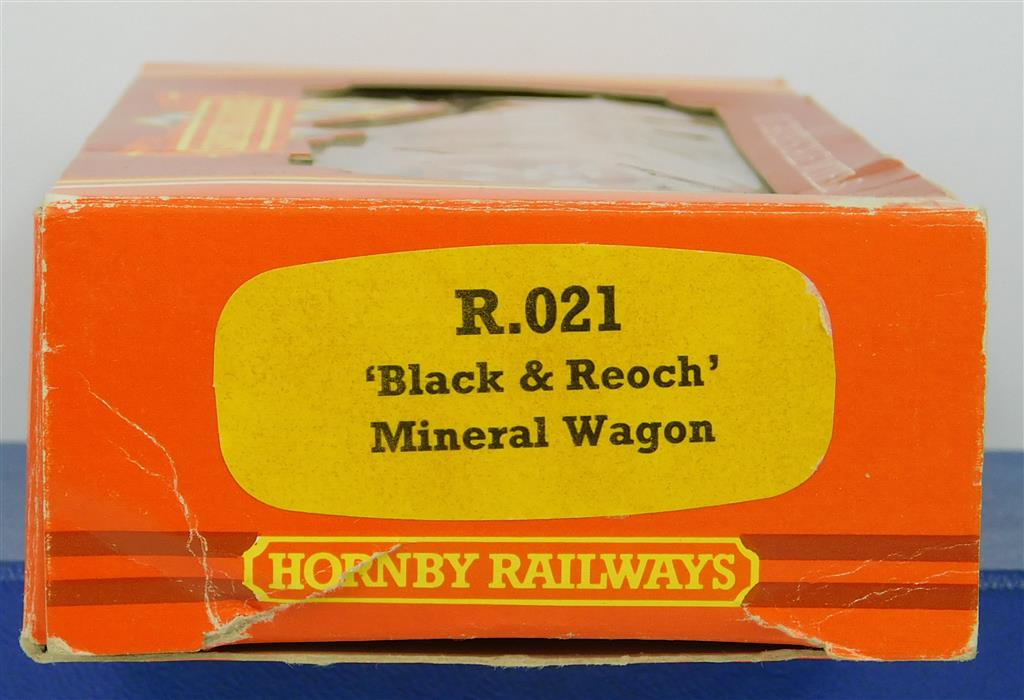 R.021
‘Black & Reoch’
Mineral Wagon
HORNBY RAILWAYS